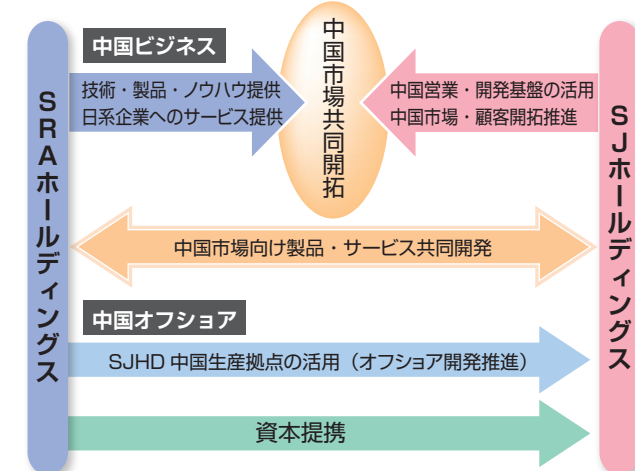 SRAホールディングス
中国ビジネス
技術・製品・ノウハウ提供
日系企業へのサービス提供
中国市場共同開拓
中国営業・開発基盤の活用
中国市場・顧客開拓推進
SJホールディングス
中国市場向け製品・サービス共同開発
中国オフショア
SJHD 中国生産拠点の活用（オフショア開発推進）
資本提携